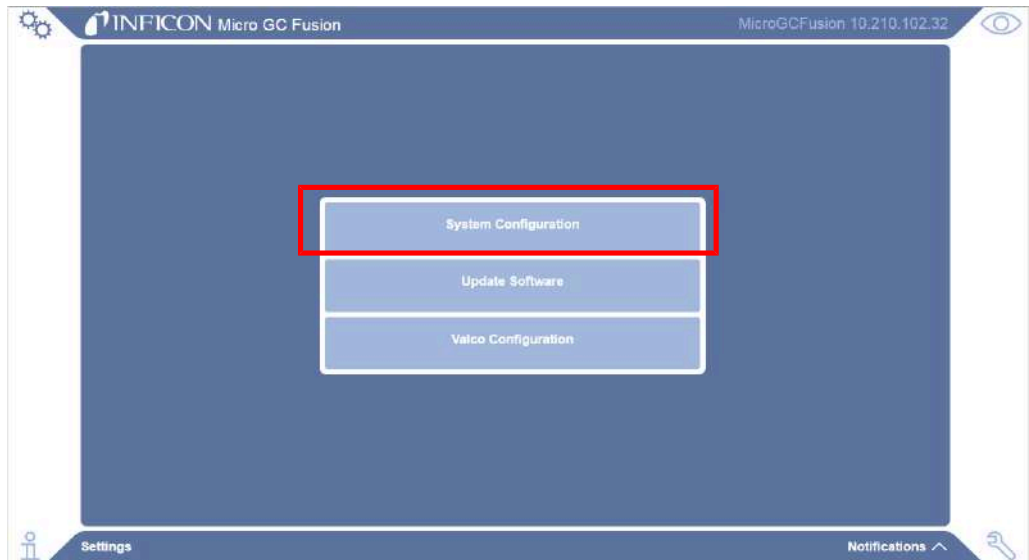 INFICON Micro GC Fusion
MicroGCFusion 10.210.102.32
System Configuration
Update Software
Valco Configuration
Settings
Notifications